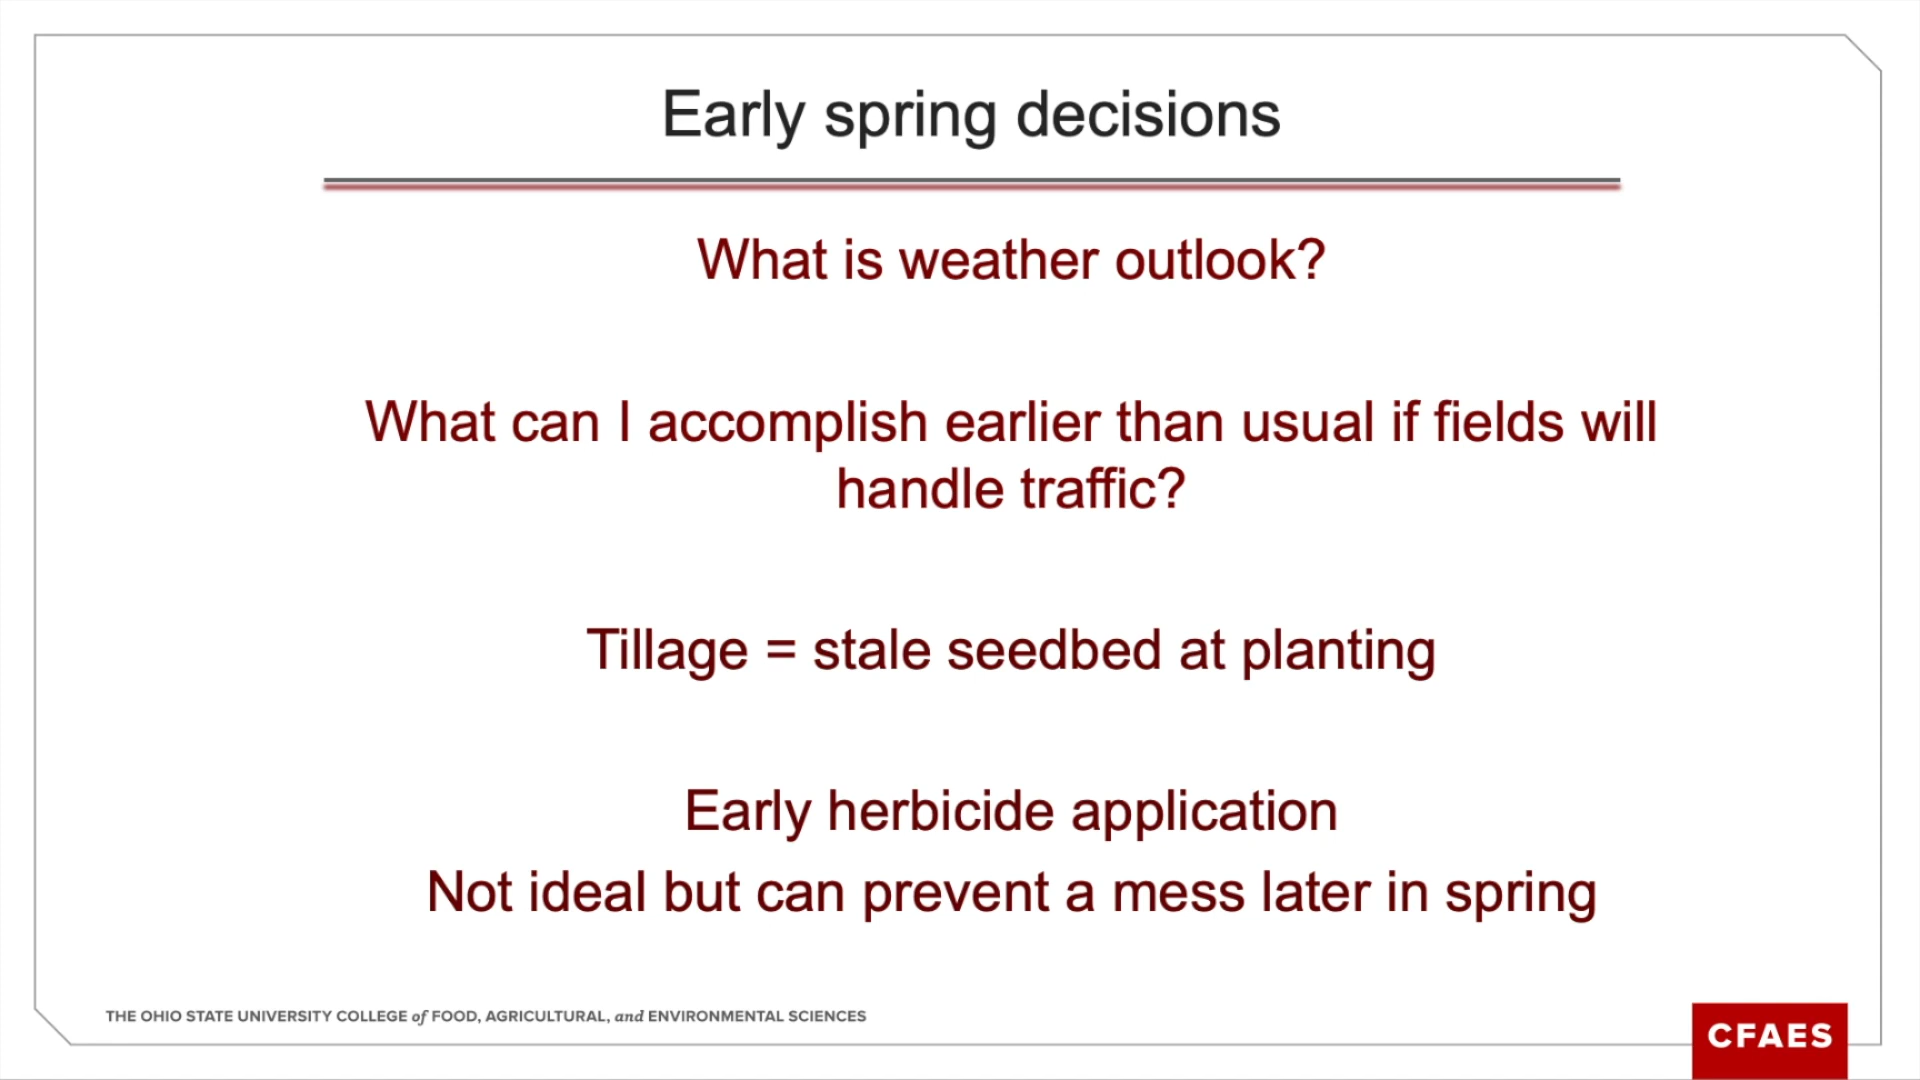 Early spring decisions
What is weather outlook?
What can I accomplish earlier than usual if fields will
handle traffic?
Tillage = stale seedbed at planting
Early herbicide application
Not ideal but can prevent a mess later in spring
THE OHIO STATE UNIVERSITY COLLEGE of FOOD, AGRICULTURAL, and ENVIRONMENTAL SCIENCES
CFAES